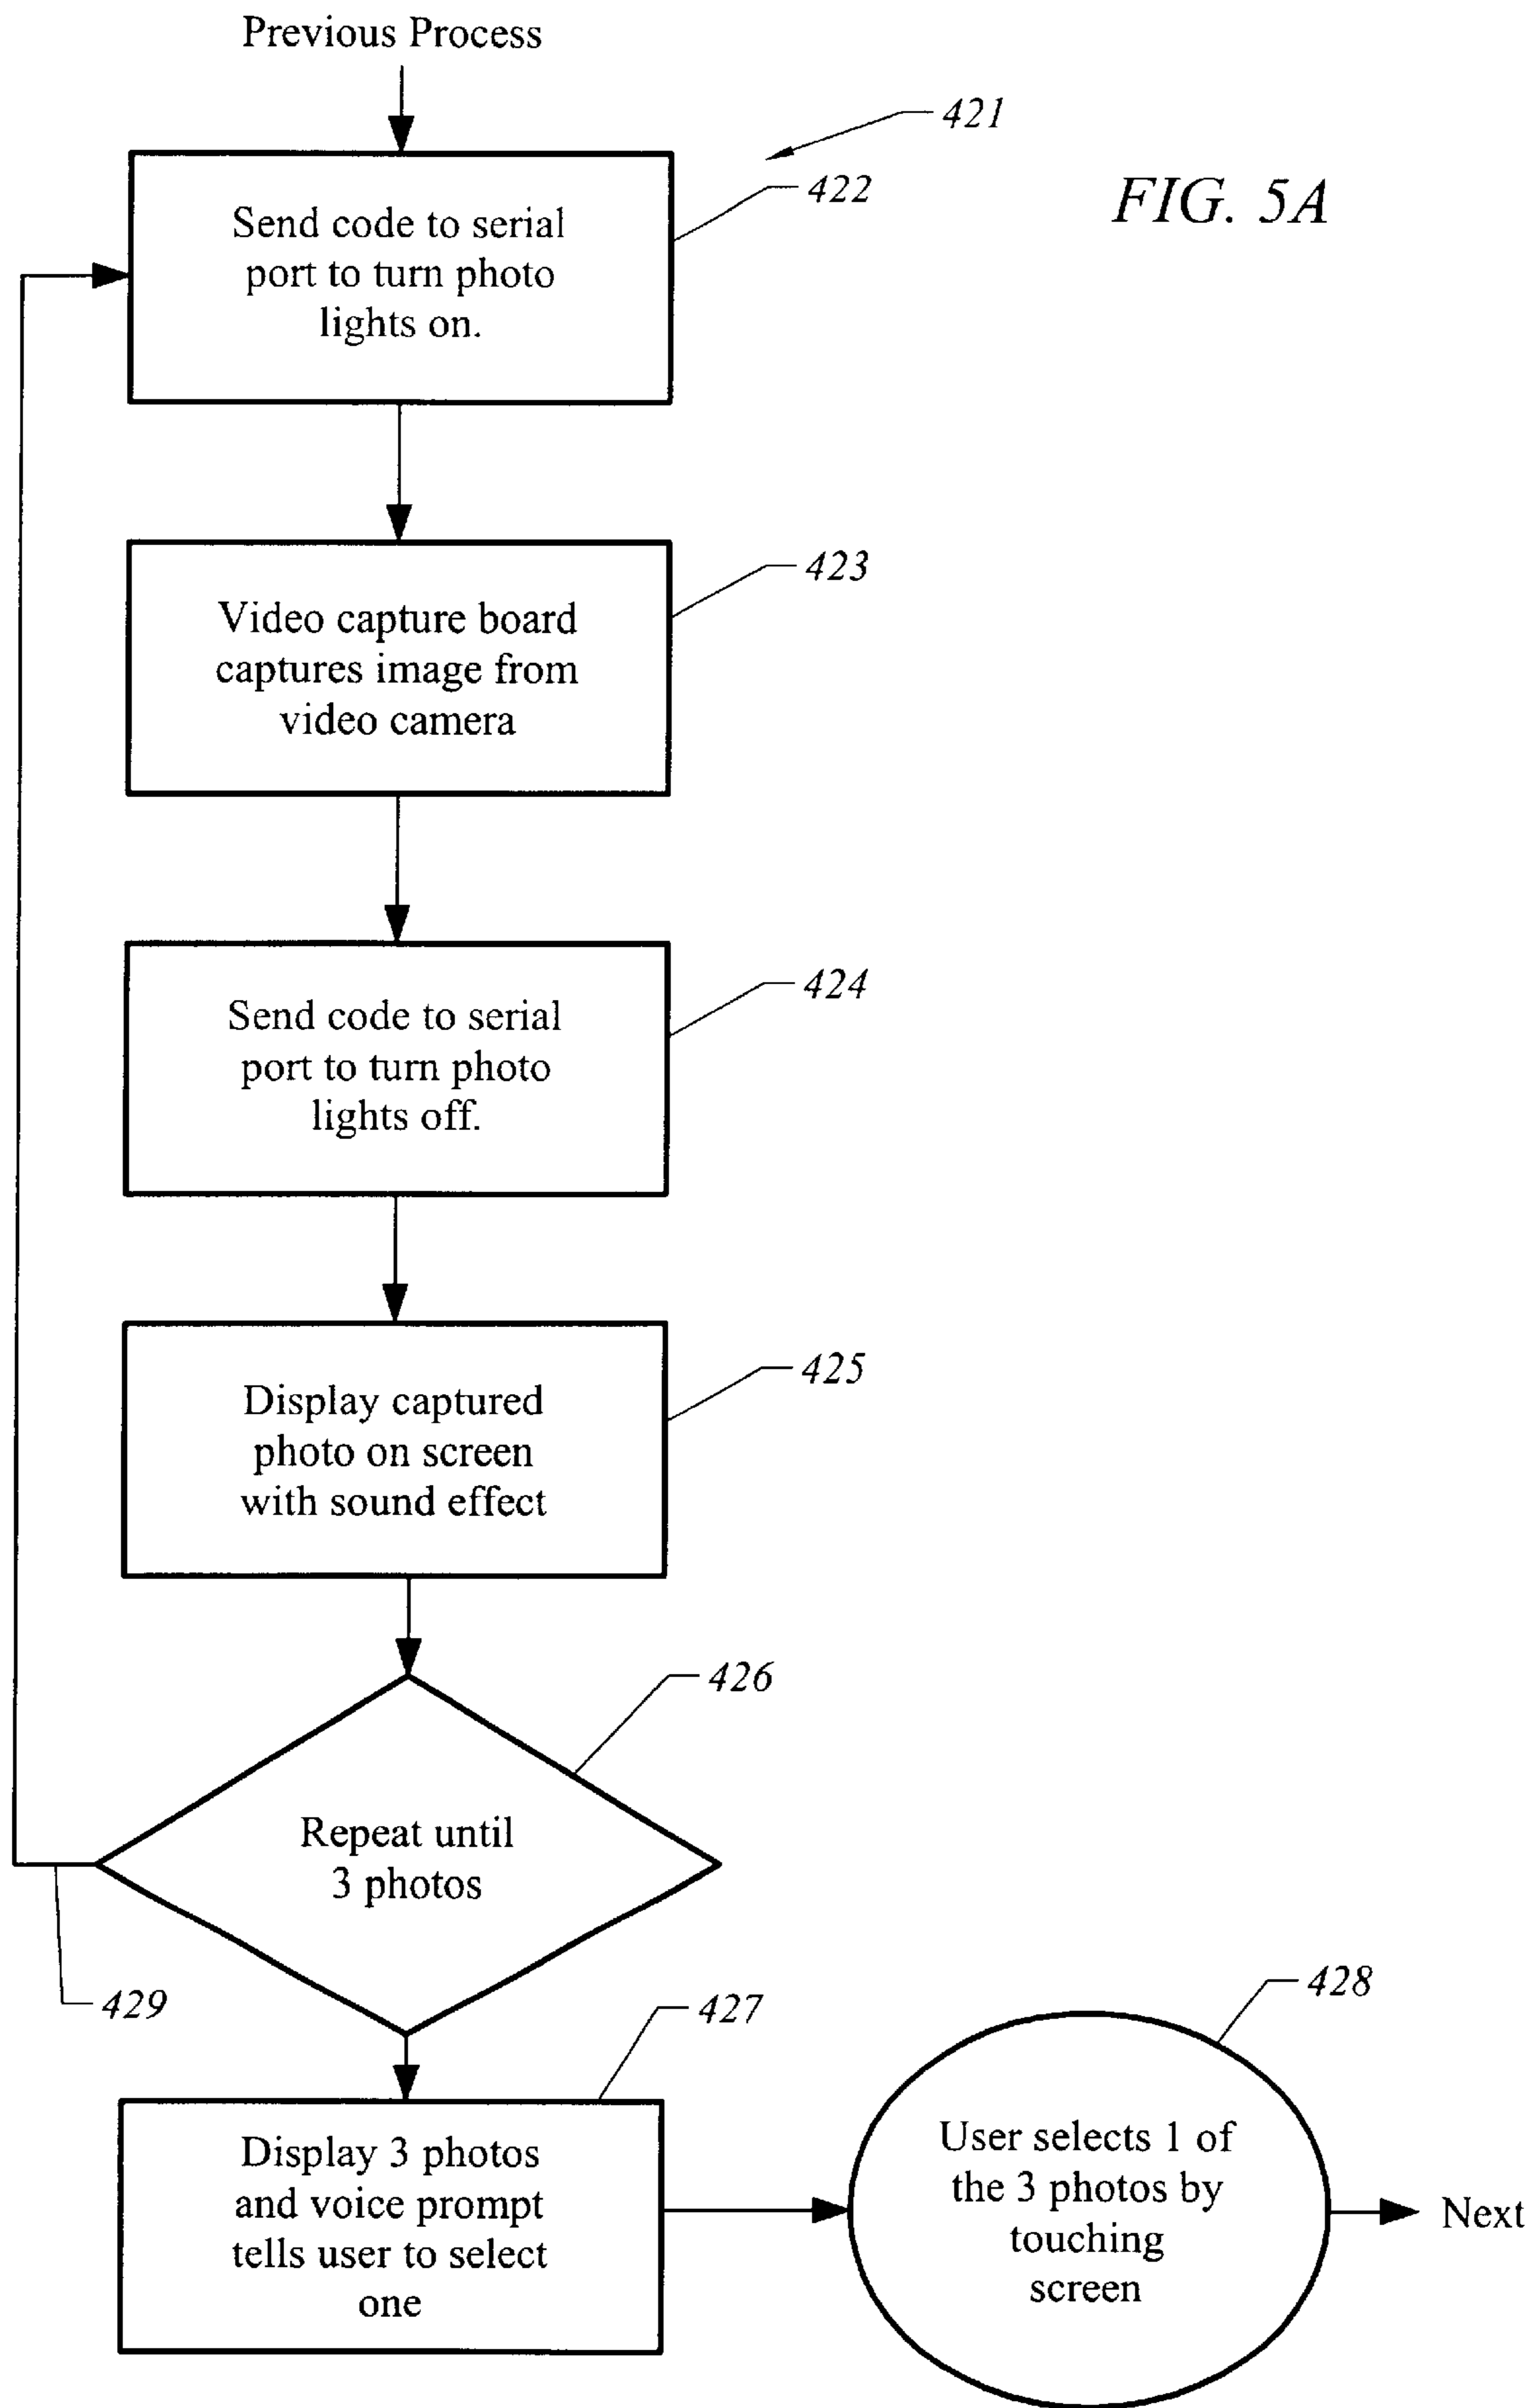 Previous Process
421
FIG. 5A
422
Send code to serial
port to turn photo
lights on.
423
Video capture board
captures image from
video camera
424
Send code to serial
port to turn photo
lights off.
425
Display captured
photo on screen
with sound effect
426
Repeat until
3 photos
429
427
428
Display 3 photos
and voice prompt
tells user to select
one
User selects 1 of
the 3 photos by
touching
screen
Next